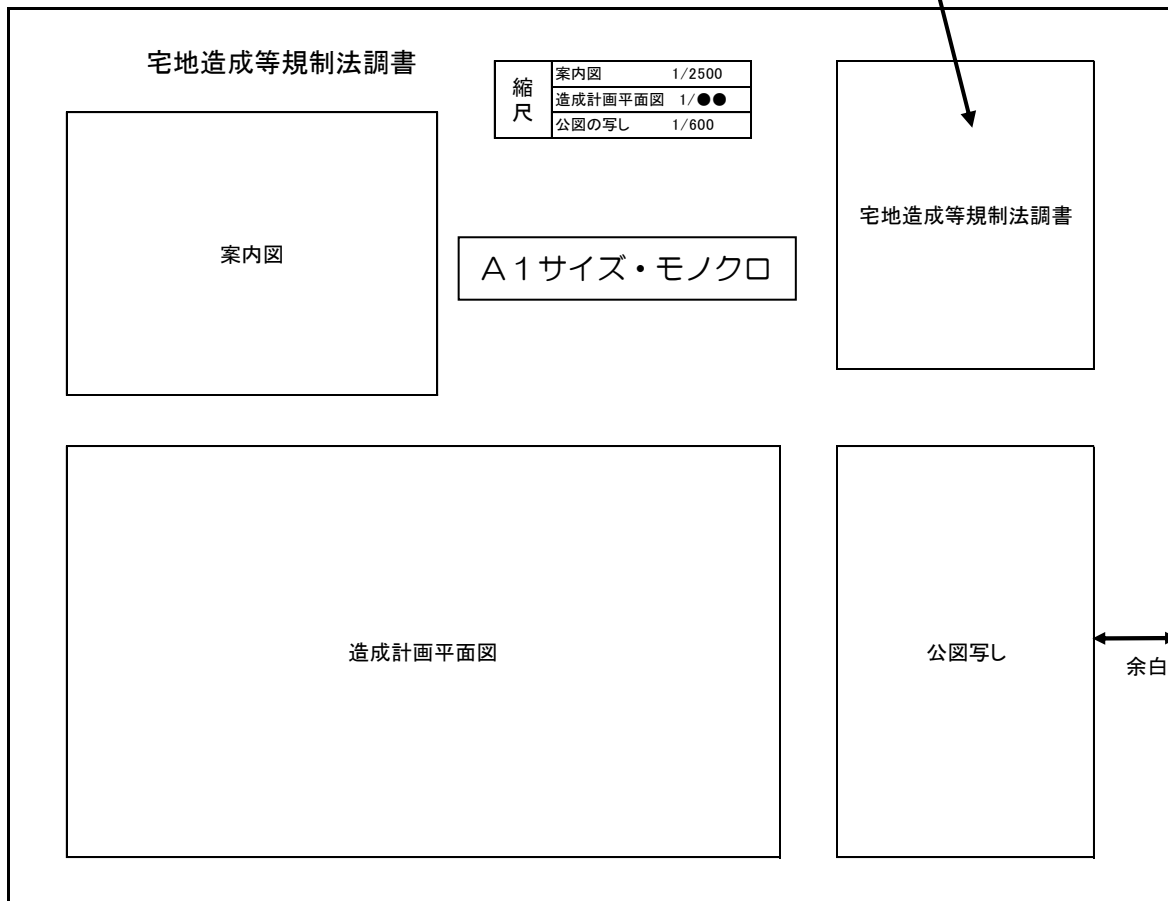 宅地造成等規制法調書
縮尺
案内図 1/2500
造成計画平面図 1/●●
公図の写し 1/600
案内図
A1サイズ・モノクロ
宅地造成等規制法調書
造成計画平面図
公図写し
余白